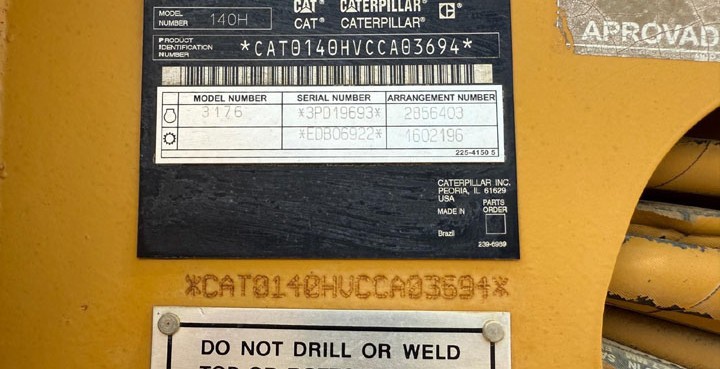 CAT® CATERPILLAR®
CAT® CATERPILLAR® C
MODEL NUMBER 140H
PRODUCT IDENTIFICATION NUMBER *CAT0140HVCCA03694*
MODEL NUMBER SERIAL NUMBER ARRANGEMENT NUMBER
3176 *3PD19693* 2856403
*EDB06922* 1602196
225-4150 5
CATERPILLAR INC.
PEORIA, IL 61629
USA
MADE IN
Brazil
PARTS ORDER
239-6989
*CAT0140HVCCA03694*
DO NOT DRILL OR WELD
APROVAD